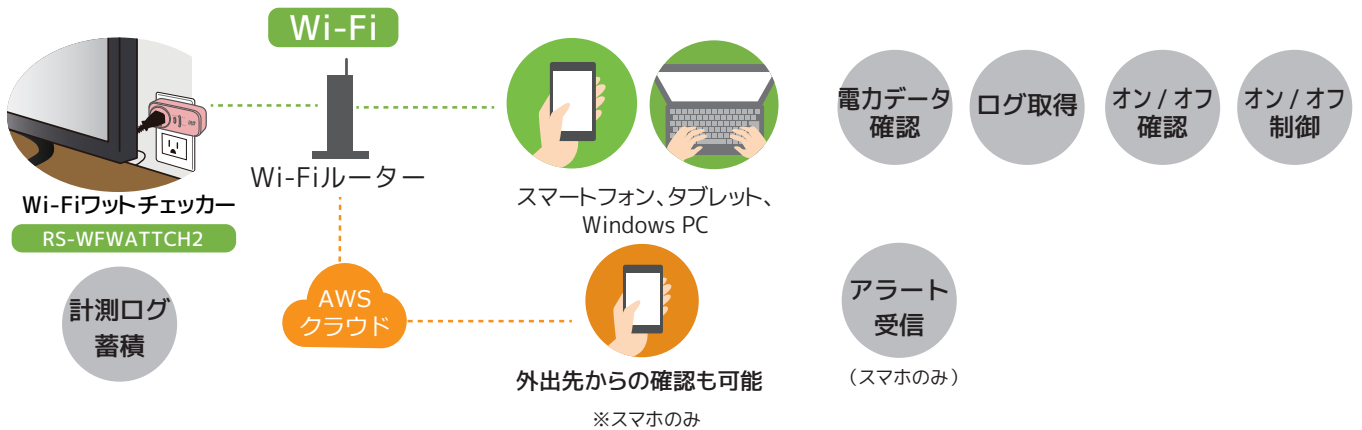 Wi-Fi
Wi-Fiルーター
Wi-Fiワットチェッカー
RS-WFWATTCH2
計測ログ
蓄積
スマートフォン、タブレット、
Windows PC
電力データ
確認
ログ取得
オン / オフ
確認
オン / オフ
制御
AWS
クラウド
外出先からの確認も可能
※スマホのみ
アラート
受信
（スマホのみ）